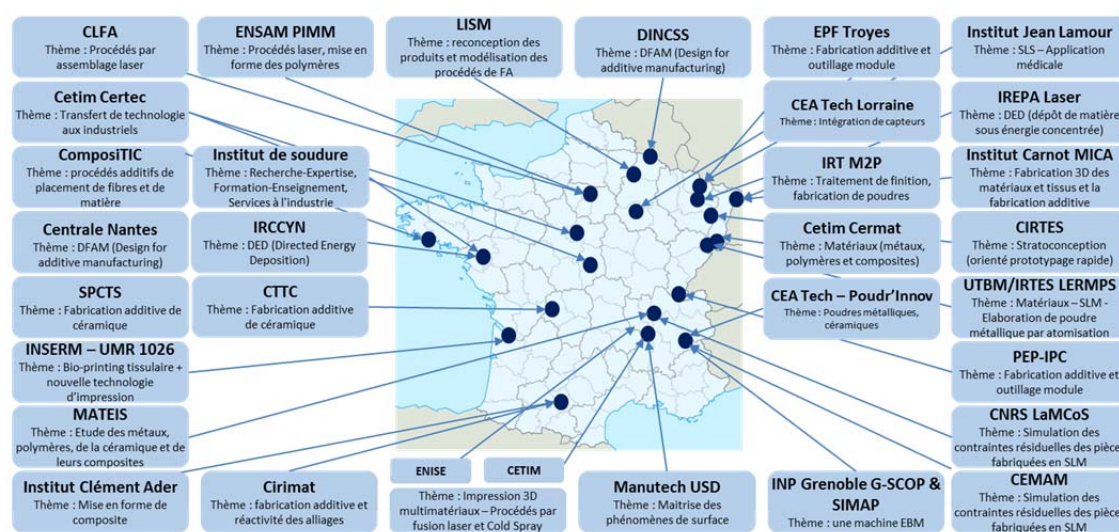 CLFA
Thème : Procédés par
assemblage laser
ENSAM PIMM
Thème : Procédés laser, mise en
forme des polymères
LISM
Thème : reconception des
produits et modélisation des
procédés de FA
DINCSS
Thème : DFAM (Design for
additive manufacturing)
EPF Troyes
Thème : Fabrication additive et
outillage module
Institut Jean Lamour
Thème : SLS – Application
médicale
Cetim Certec
Thème : Transfert de technologie
aux industriels
CEA Tech Lorraine
Thème : Intégration de capteurs
IREPA Laser
Thème : DED (dépôt de matière
sous énergie concentrée)
ComposiTIC
Thème : procédés additifs de
placement de fibres et de
matière
Institut de soudure
Thème : Recherche-Expertise,
Formation-Enseignement,
Services à l'industrie
IRT M2P
Thème : Traitement de finition,
fabrication de poudres
Institut Carnot MICA
Thème : Fabrication 3D des
matériaux et tissus et la
fabrication additive
Centrale Nantes
Thème : DFAM (Design for
additive manufacturing)
IRCCYN
Thème : DED (Directed Energy
Deposition)
Cetim Cermat
Thème : Matériaux (métaux,
polymères et composites)
CIRTES
Thème : Stratoconception
(orienté prototypage rapide)
SPCTS
Thème : Fabrication additive de
céramique
CTTC
Thème : Fabrication additive
de céramique
CEA Tech – Poudr'Innov
Thème : Poudres métalliques,
céramiques
UTBM/IRTES LERMPS
Thème : Matériaux – SLM -
Elaboration de poudre
métallique par atomisation
INSERM – UMR 1026
Thème : Bio-printing tissulaire +
nouvelle technologie
d'impression
PEP-IPC
Thème : Fabrication additive et
outillage module
MATEIS
Thème : Etude des métaux,
polymères, de la céramique et de
leurs composites
CNRS LaMCoS
Thème : Simulation des
contraintes résiduelles des pièces
fabriquées en SLM
Institut Clément Ader
Thème : Mise en forme de
composite
Cirimat
Thème : fabrication additive et
réactivité des alliages
ENISE
CETIM
Thème : Impression 3D
multimatériaux – Procédés par
fusion laser et Cold Spray
Manutech USD
Thème : Maitrise des
phénomènes de surface
INP Grenoble G-SCOP &
SIMAP
Thème : une machine EBM
CEMAM
Thème : Simulation des
contraintes résiduelles des pièces
fabriquées en SLM